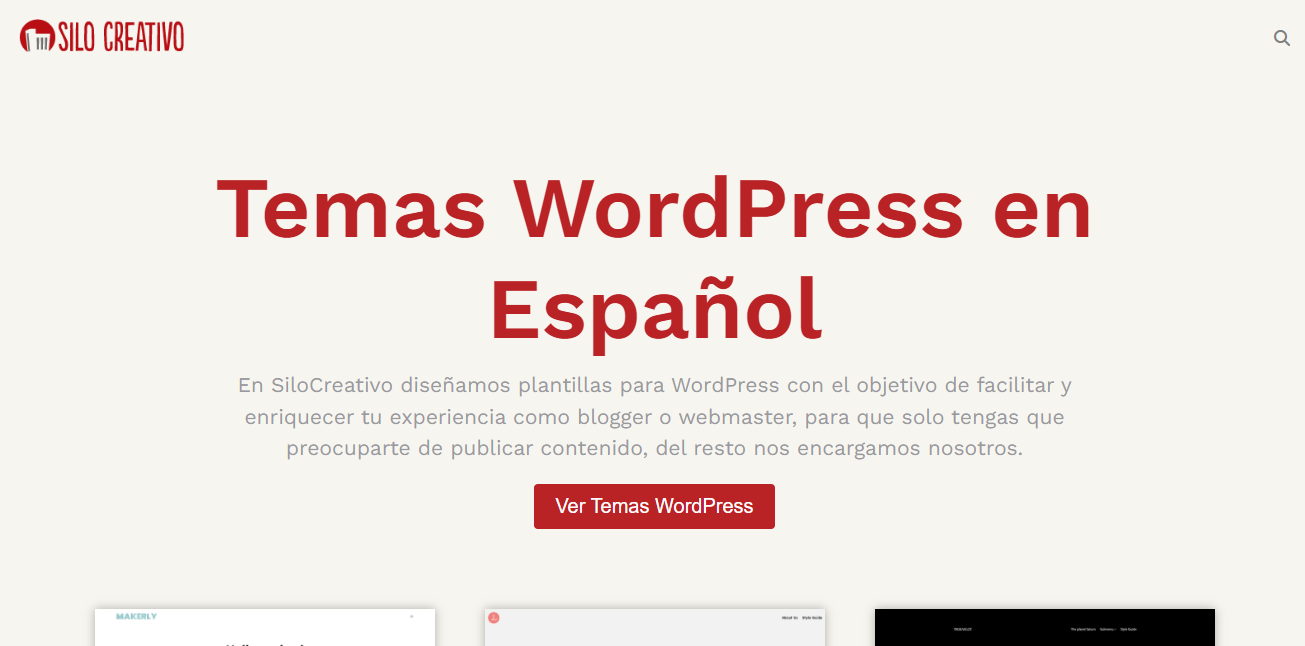 SILO CREATIVO
Temas WordPress en
Español
En SiloCreativo diseñamos plantillas para WordPress con el objetivo de facilitar y
enriquecer tu experiencia como blogger o webmaster, para que solo tengas que
preocuparte de publicar contenido, del resto nos encargamos nosotros.
Ver Temas WordPress
MAKERLY
About Us Style Guide
Style Guide